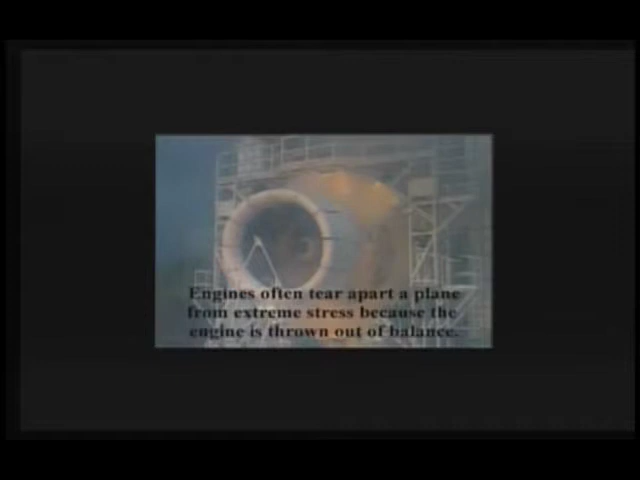 Engines often tear apart a plane
from extreme stress because the
engine is thrown out of balance.